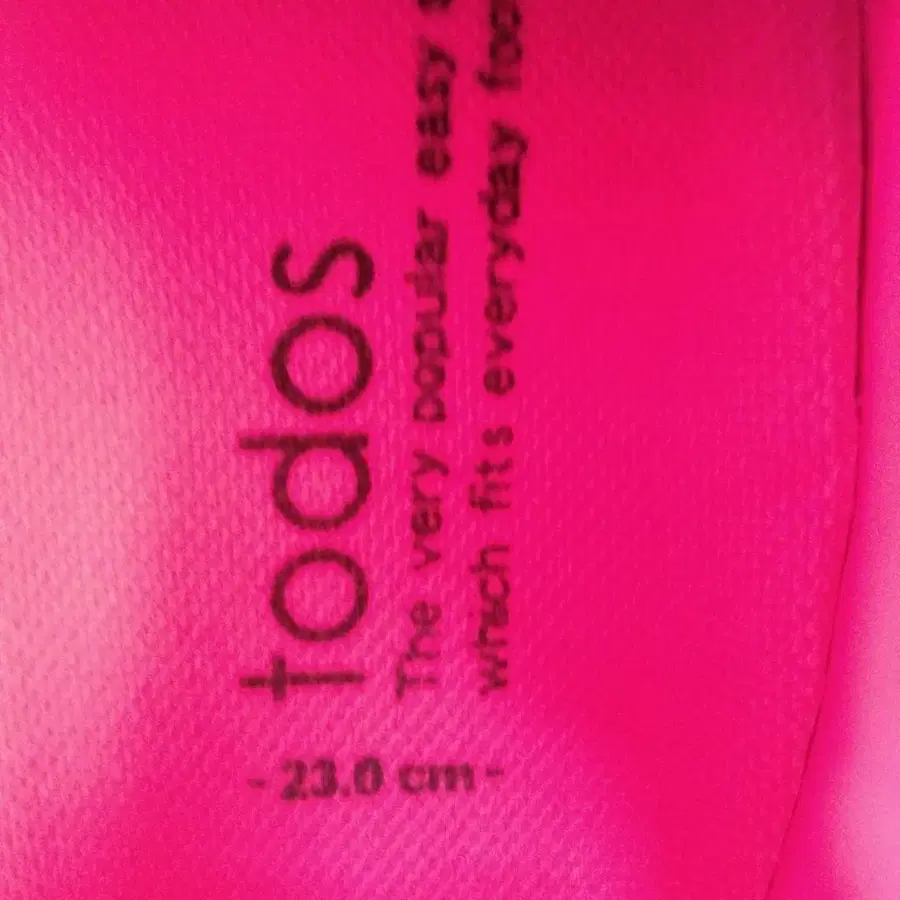 todos
The very popular easy
which fits everyday
- 23.0 cm -